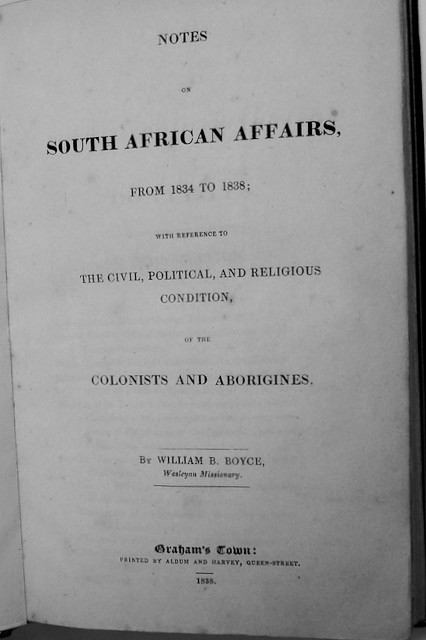 NOTES
ON
SOUTH AFRICAN AFFAIRS,
FROM 1834 TO 1838;
WITH REFERENCE TO
THE CIVIL, POLITICAL, AND RELIGIOUS
CONDITION,
OF THE
COLONISTS AND ABORIGINES.
BY WILLIAM B. BOYCE,
Wesleyan Missionary.
Graham's Town:
PRINTED BY ALDUM AND HARVEY, QUEEN-STREET.
1838.